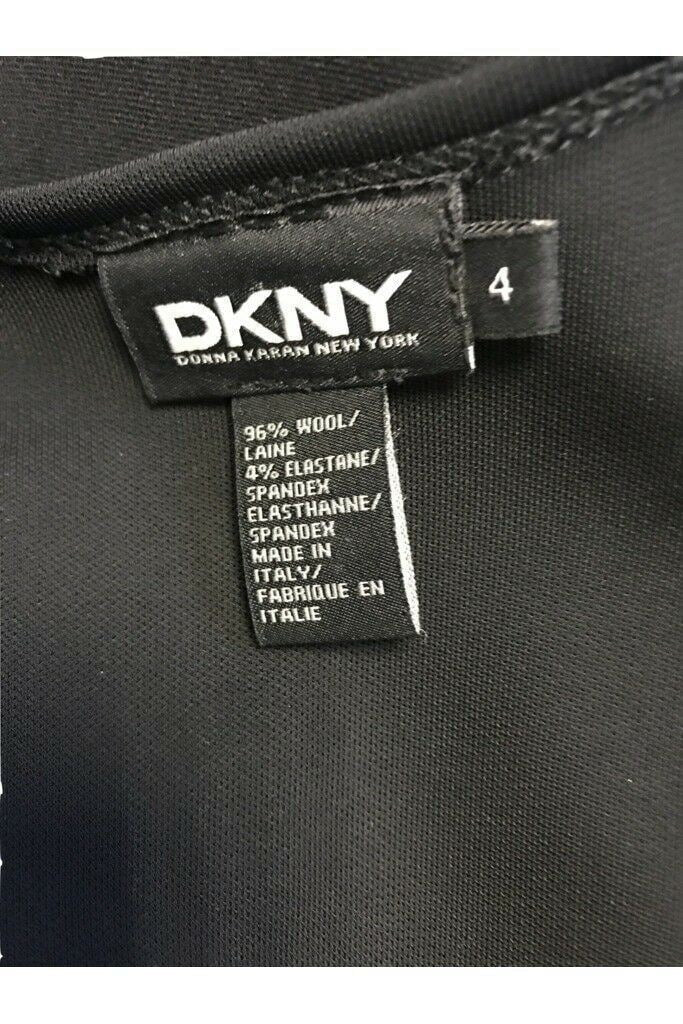 DKNY
DONNA KARAN NEW YORK
4
96% WOOL/
LAINE
4% ELASTANE/
SPANDEX
ELASTHANNE/
SPANDEX
MADE IN
ITALY/
FABRIQUE EN
ITALIE